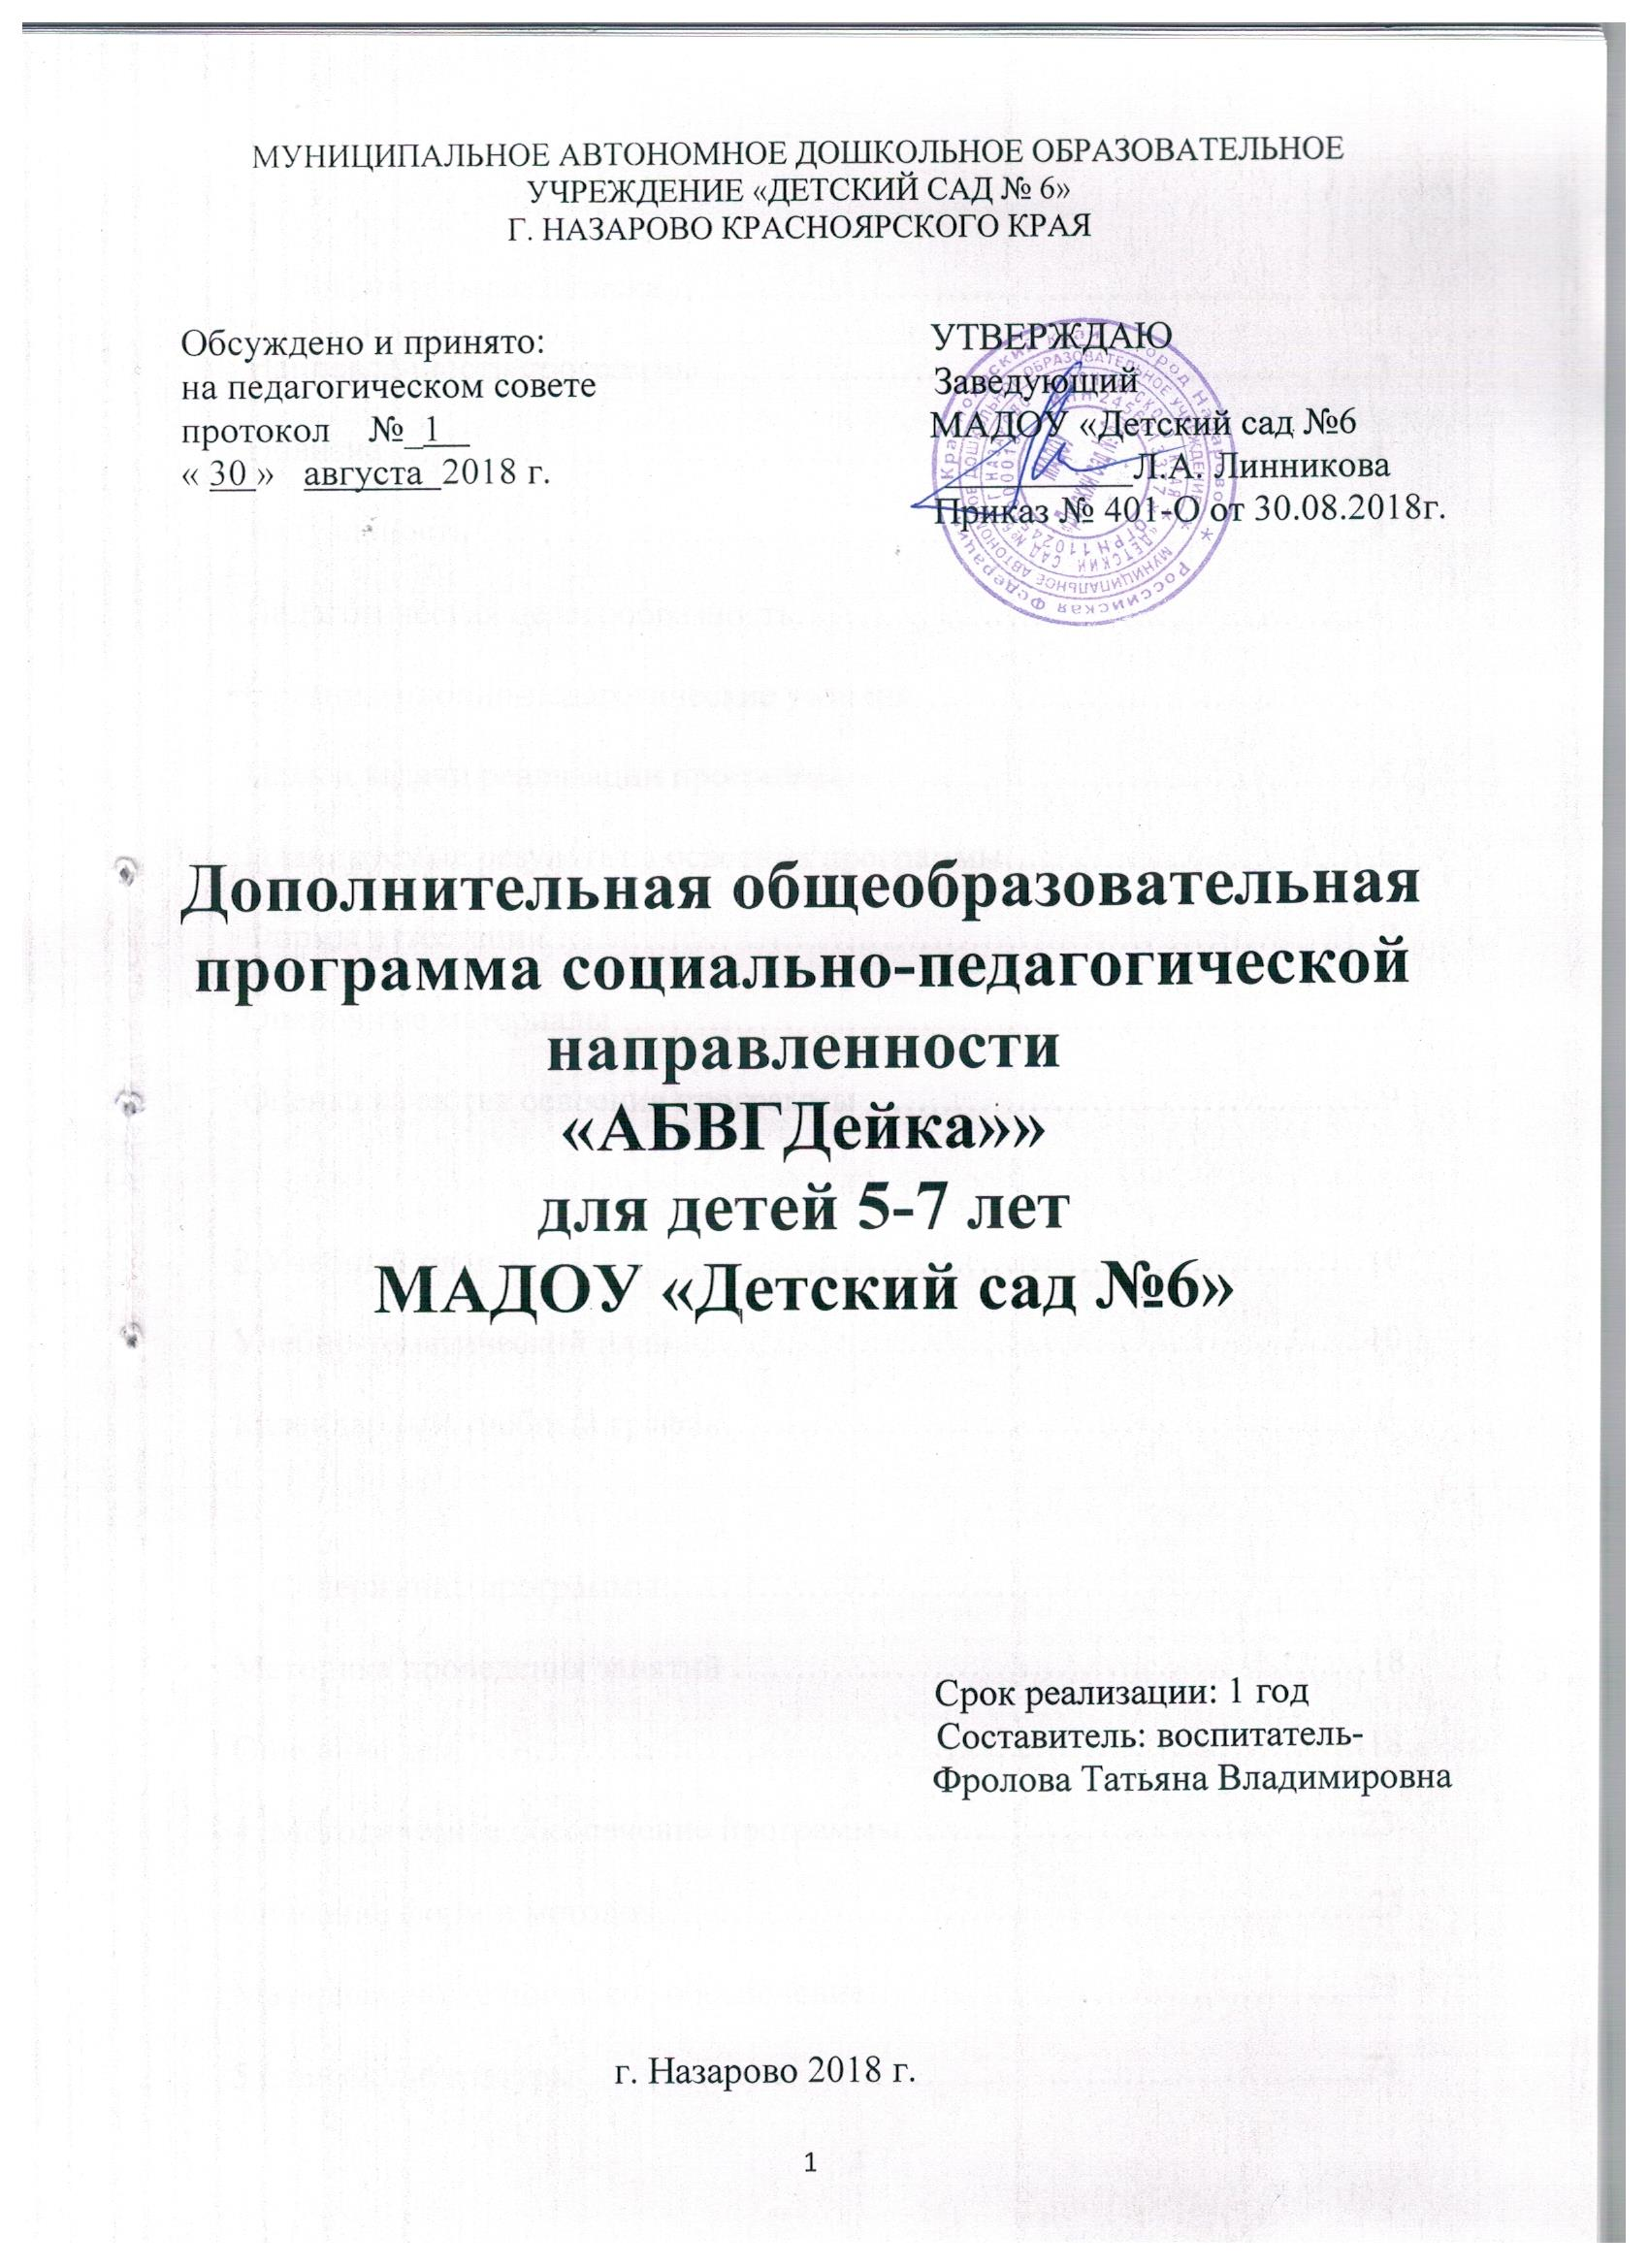 МУНИЦИПАЛЬНОЕ АВТОНОМНОЕ ДОШКОЛЬНОЕ ОБРАЗОВАТЕЛЬНОЕ
УЧРЕЖДЕНИЕ «ДЕТСКИЙ САД № 6»
Г. НАЗАРОВО КРАСНОЯРСКОГО КРАЯ
Обсуждено и принято:
на педагогическом совете
протокол №_1__
« 30 » августа_2018 г.
УТВЕРЖДАЮ
Заведующий
МАДОУ «Детский сад №6
___________Л.А. Линникова
Приказ № 401-О от 30.08.2018г.
Дополнительная общеобразовательная
программа социально-педагогической
направленности
«АБВГДейка»»
для детей 5-7 лет
МАДОУ «Детский сад №6»
Срок реализации: 1 год
Составитель: воспитатель-
Фролова Татьяна Владимировна
г. Назарово 2018 г.
1